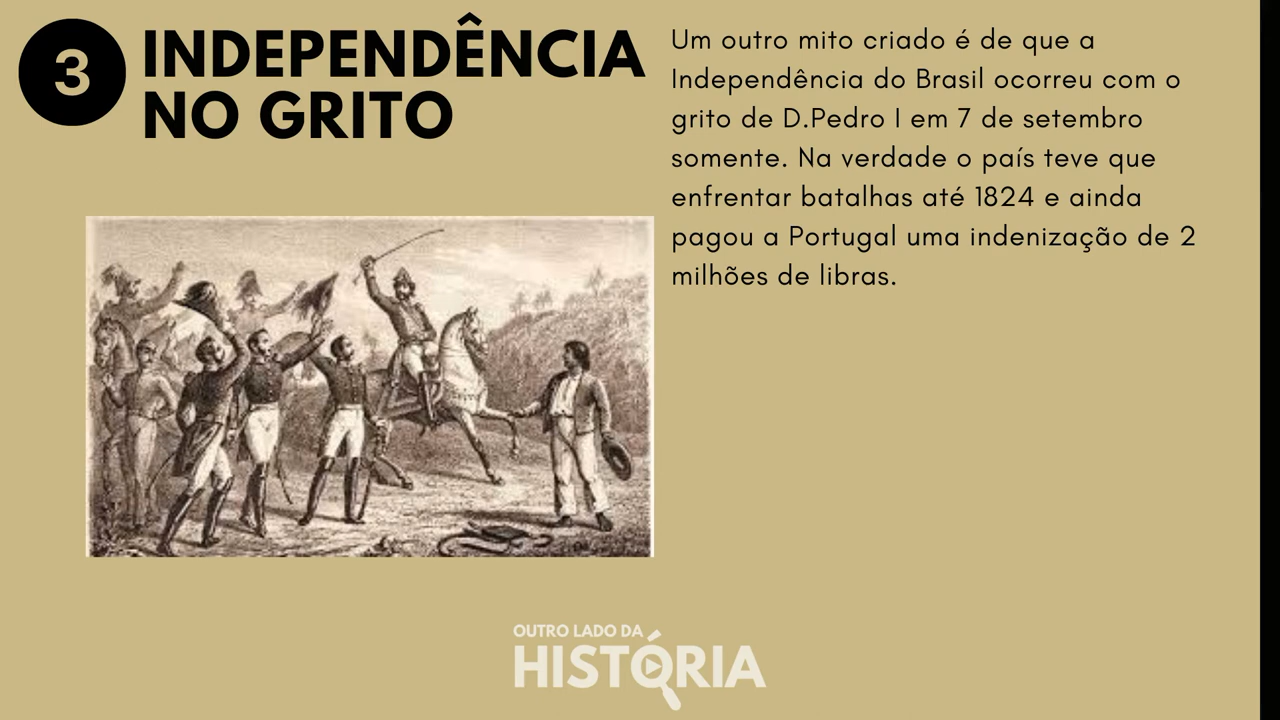 3
INDEPENDÊNCIA
NO GRITO
Um outro mito criado é de que a
Independência do Brasil ocorreu com o
grito de D.Pedro I em 7 de setembro
somente. Na verdade o país teve que
enfrentar batalhas até 1824 e ainda
pagou a Portugal uma indenização de 2
milhões de libras.
OUTRO LADO DA
HISTÓRIA